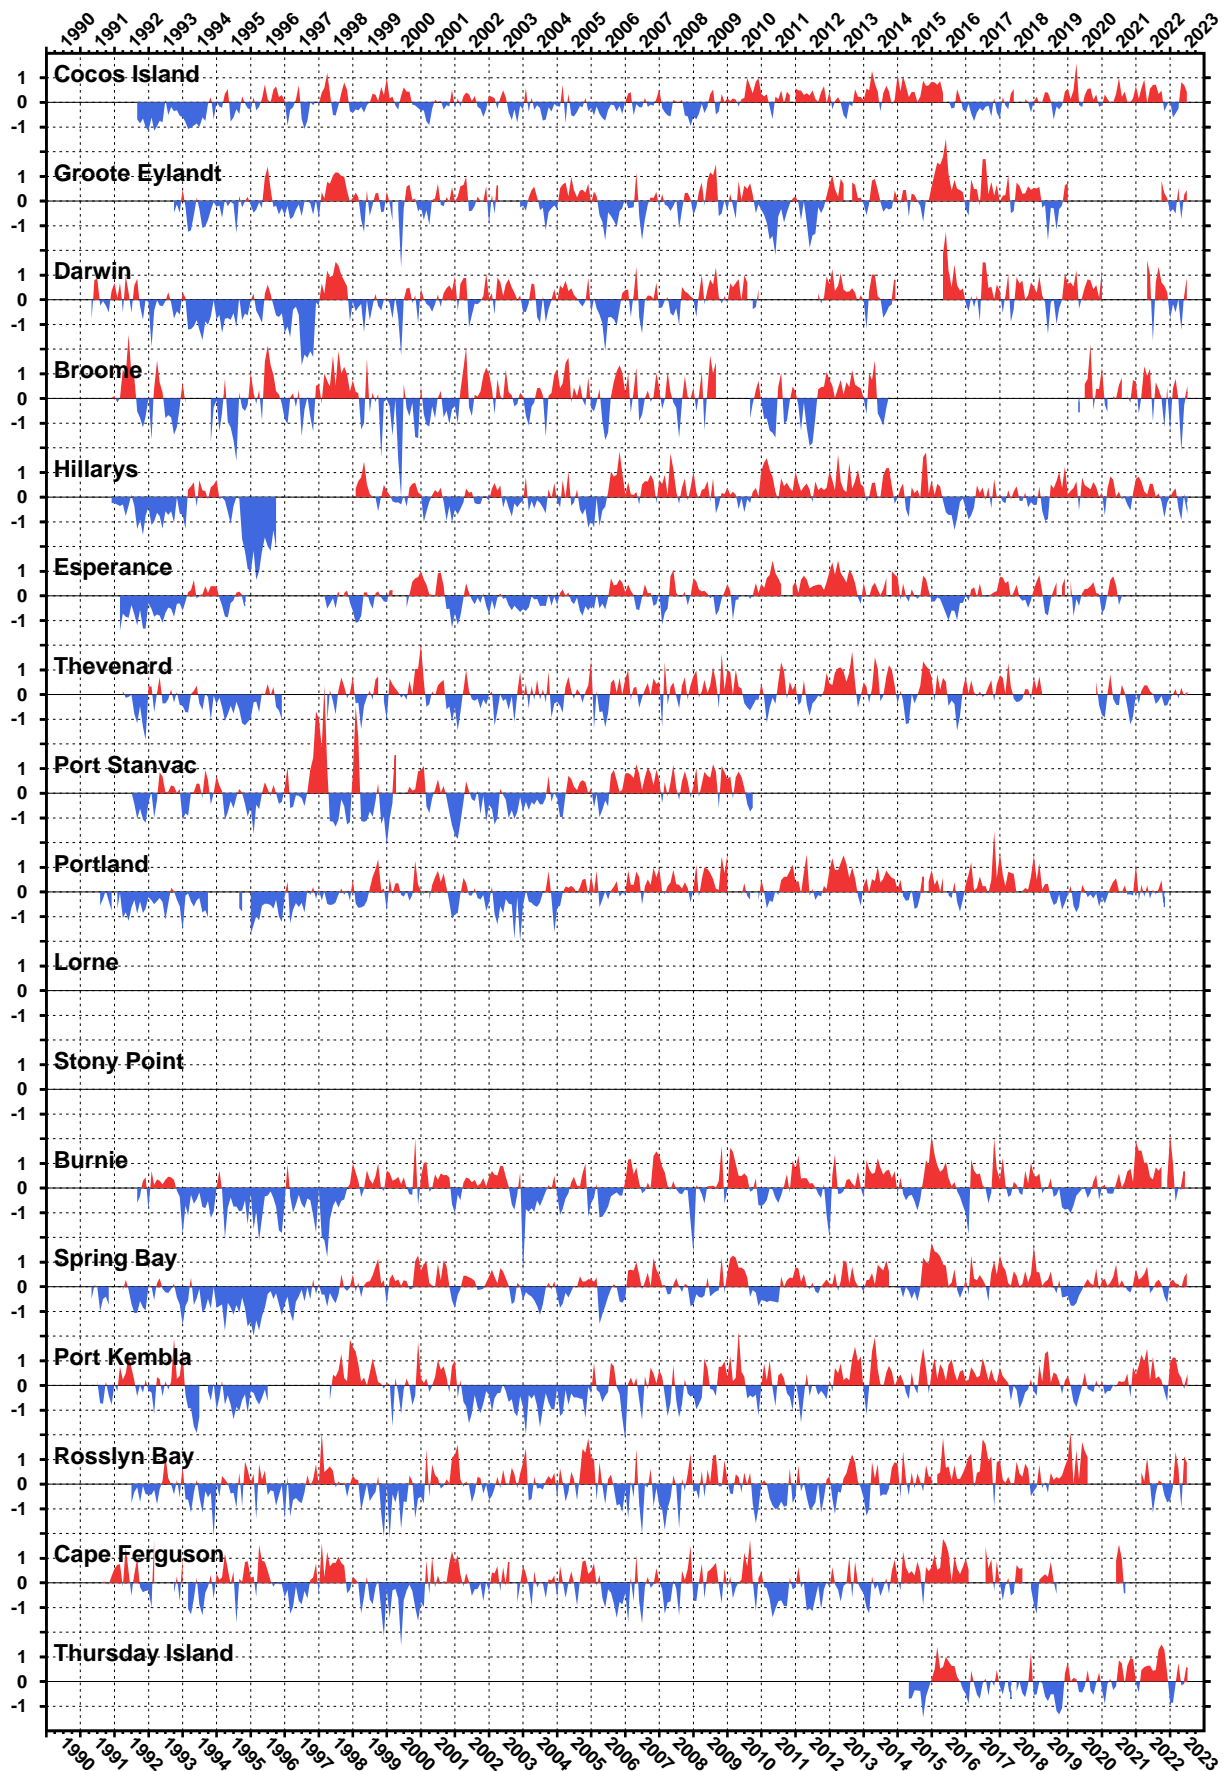 1990 1991 1992 1993 1994 1995 1996 1997 1998 1999 2000 2001 2002 2003 2004 2005 2006 2007 2008 2009 2010 2011 2012 2013 2014 2015 2016 2017 2018 2019 2020 2021 2022 2023
1 Cocos Island
0
-1
1 Groote Eylandt
0
-1
1 Darwin
0
-1
1 Broome
0
-1
1 Hillarys
0
-1
1 Esperance
0
-1
1 Thevenard
0
-1
1 Port Stanvac
0
-1
1 Portland
0
-1
1 Lorne
0
-1
1 Stony Point
0
-1
1 Burnie
0
-1
1 Spring Bay
0
-1
1 Port Kembla
0
-1
1 Rosslyn Bay
0
-1
1 Cape Ferguson
0
-1
1 Thursday Island
0
-1
1990 1991 1992 1993 1994 1995 1996 1997 1998 1999 2000 2001 2002 2003 2004 2005 2006 2007 2008 2009 2010 2011 2012 2013 2014 2015 2016 2017 2018 2019 2020 2021 2022 2023